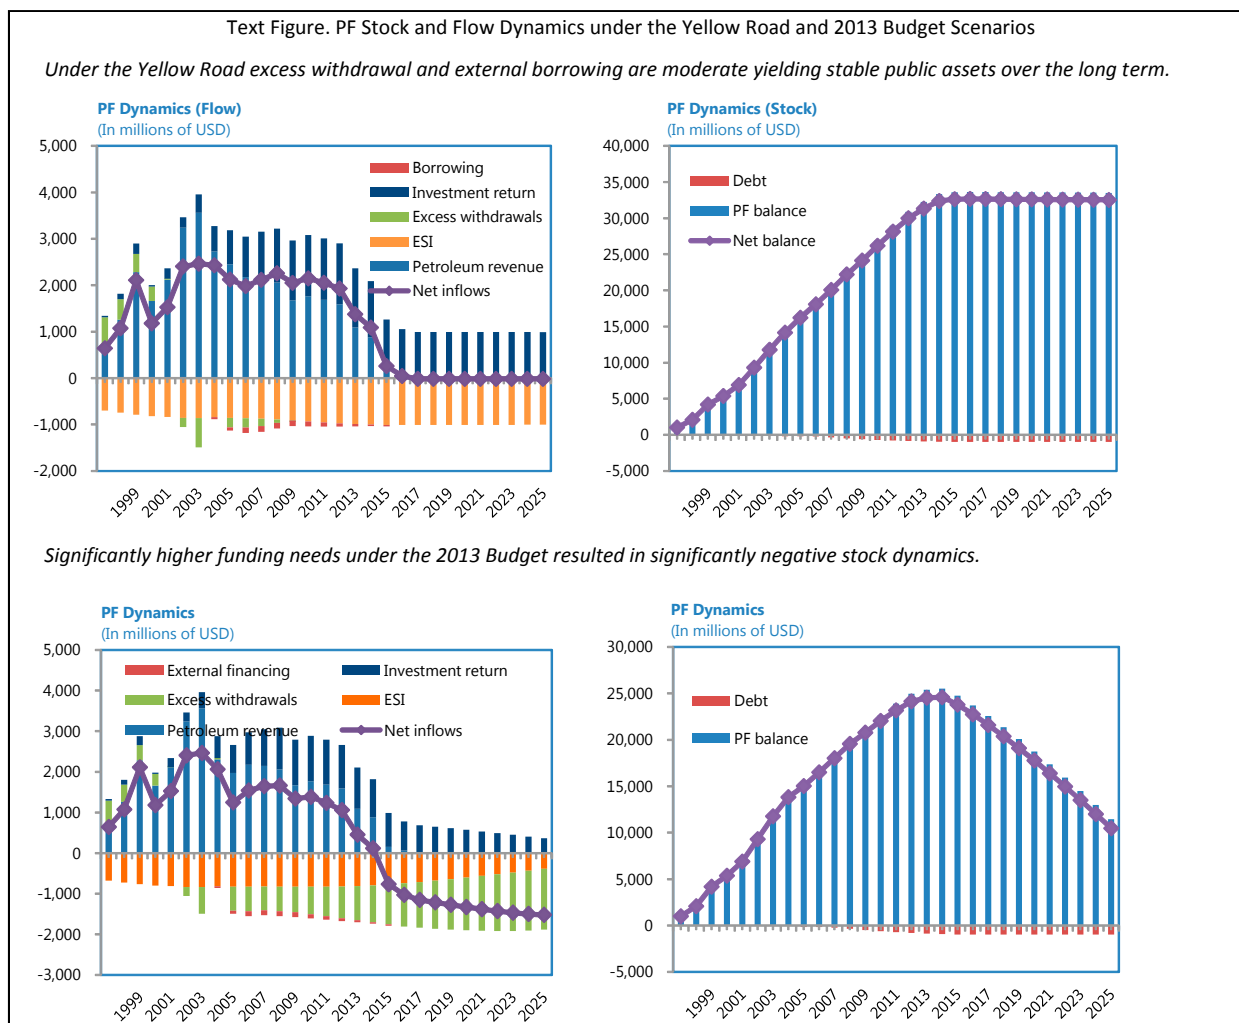 Text Figure. PF Stock and Flow Dynamics under the Yellow Road and 2013 Budget Scenarios
Under the Yellow Road excess withdrawal and external borrowing are moderate yielding stable public assets over the long term.
PF Dynamics (Flow)
(In millions of USD)
5,000
4,000
3,000
2,000
1,000
0
-1,000
-2,000
Borrowing
Investment return
Excess withdrawals
ESI
Petroleum revenue
Net inflows
1999 2001 2003 2005 2007 2009 2011 2013 2015 2017 2019 2021 2023 2025
PF Dynamics (Stock)
(In millions of USD)
40,000
35,000
30,000
25,000
20,000
15,000
10,000
5,000
0
-5,000
Debt
PF balance
Net balance
1999 2001 2003 2005 2007 2009 2011 2013 2015 2017 2019 2021 2023 2025
Significantly higher funding needs under the 2013 Budget resulted in significantly negative stock dynamics.
PF Dynamics
(In millions of USD)
5,000
4,000
3,000
2,000
1,000
0
-1,000
-2,000
-3,000
External financing
Investment return
Excess withdrawals
ESI
Petroleum revenue
Net inflows
1999 2001 2003 2005 2007 2009 2011 2013 2015 2017 2019 2021 2023 2025
PF Dynamics
(In millions of USD)
30,000
25,000
20,000
15,000
10,000
5,000
0
-5,000
Debt
PF balance
1999 2001 2003 2005 2007 2009 2011 2013 2015 2017 2019 2021 2023 2025